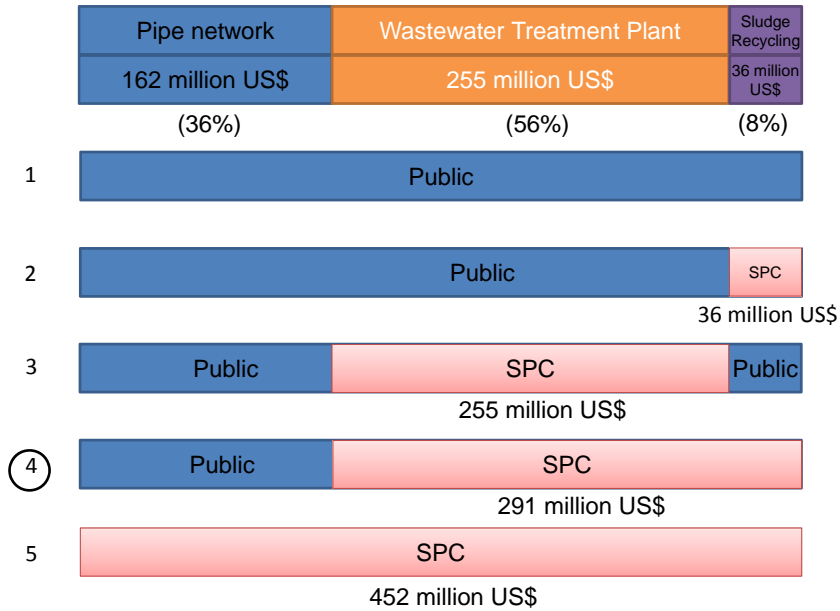 Pipe network
Wastewater Treatment Plant
Sludge
Recycling
162 million US$
255 million US$
36 million
US$
(36%)
(56%)
(8%)
1
Public
2
Public
SPC
36 million US$
3
Public
SPC
Public
255 million US$
4
Public
SPC
291 million US$
5
SPC
452 million US$